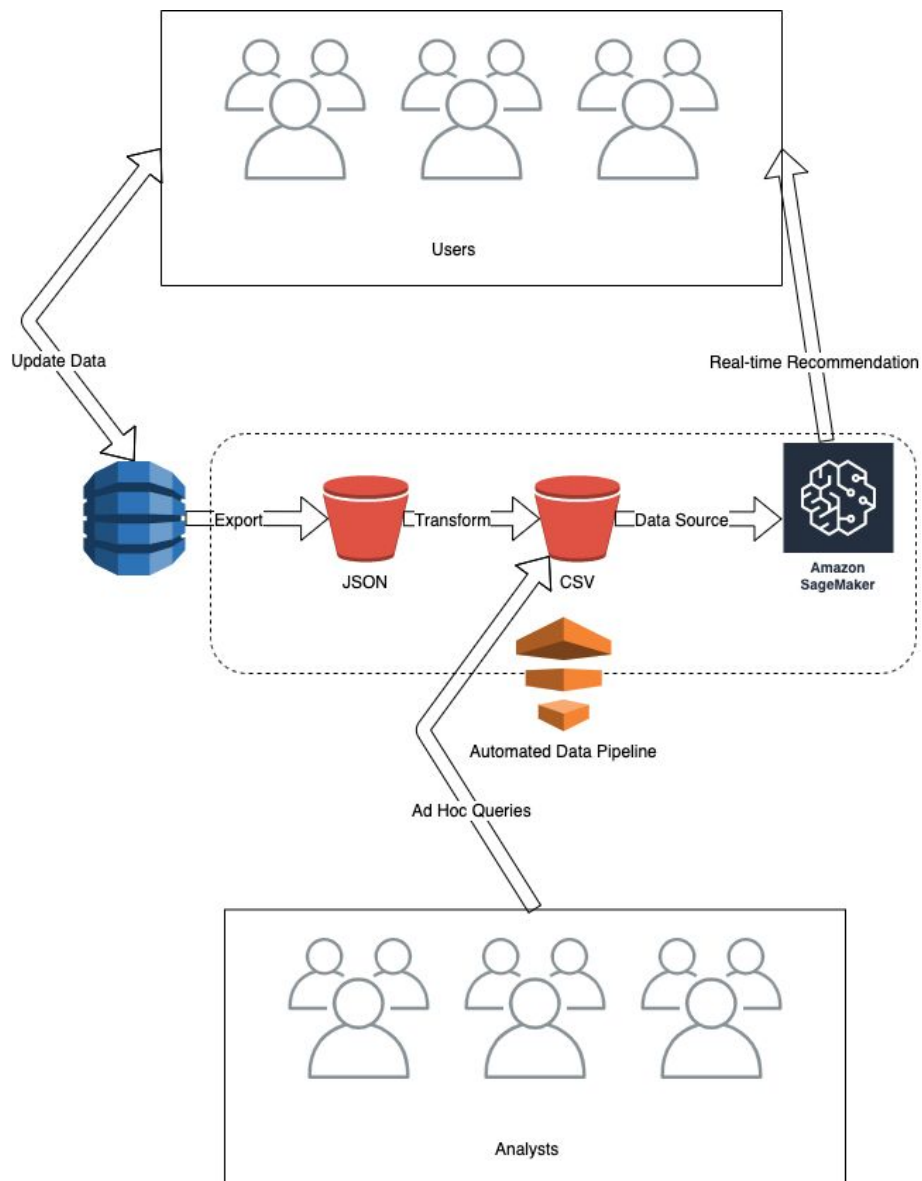 Users
Update Data
Real-time Recommendation
Export
Transform
Data Source
JSON
CSV
Amazon
SageMaker
Automated Data Pipeline
Ad Hoc Queries
Analysts